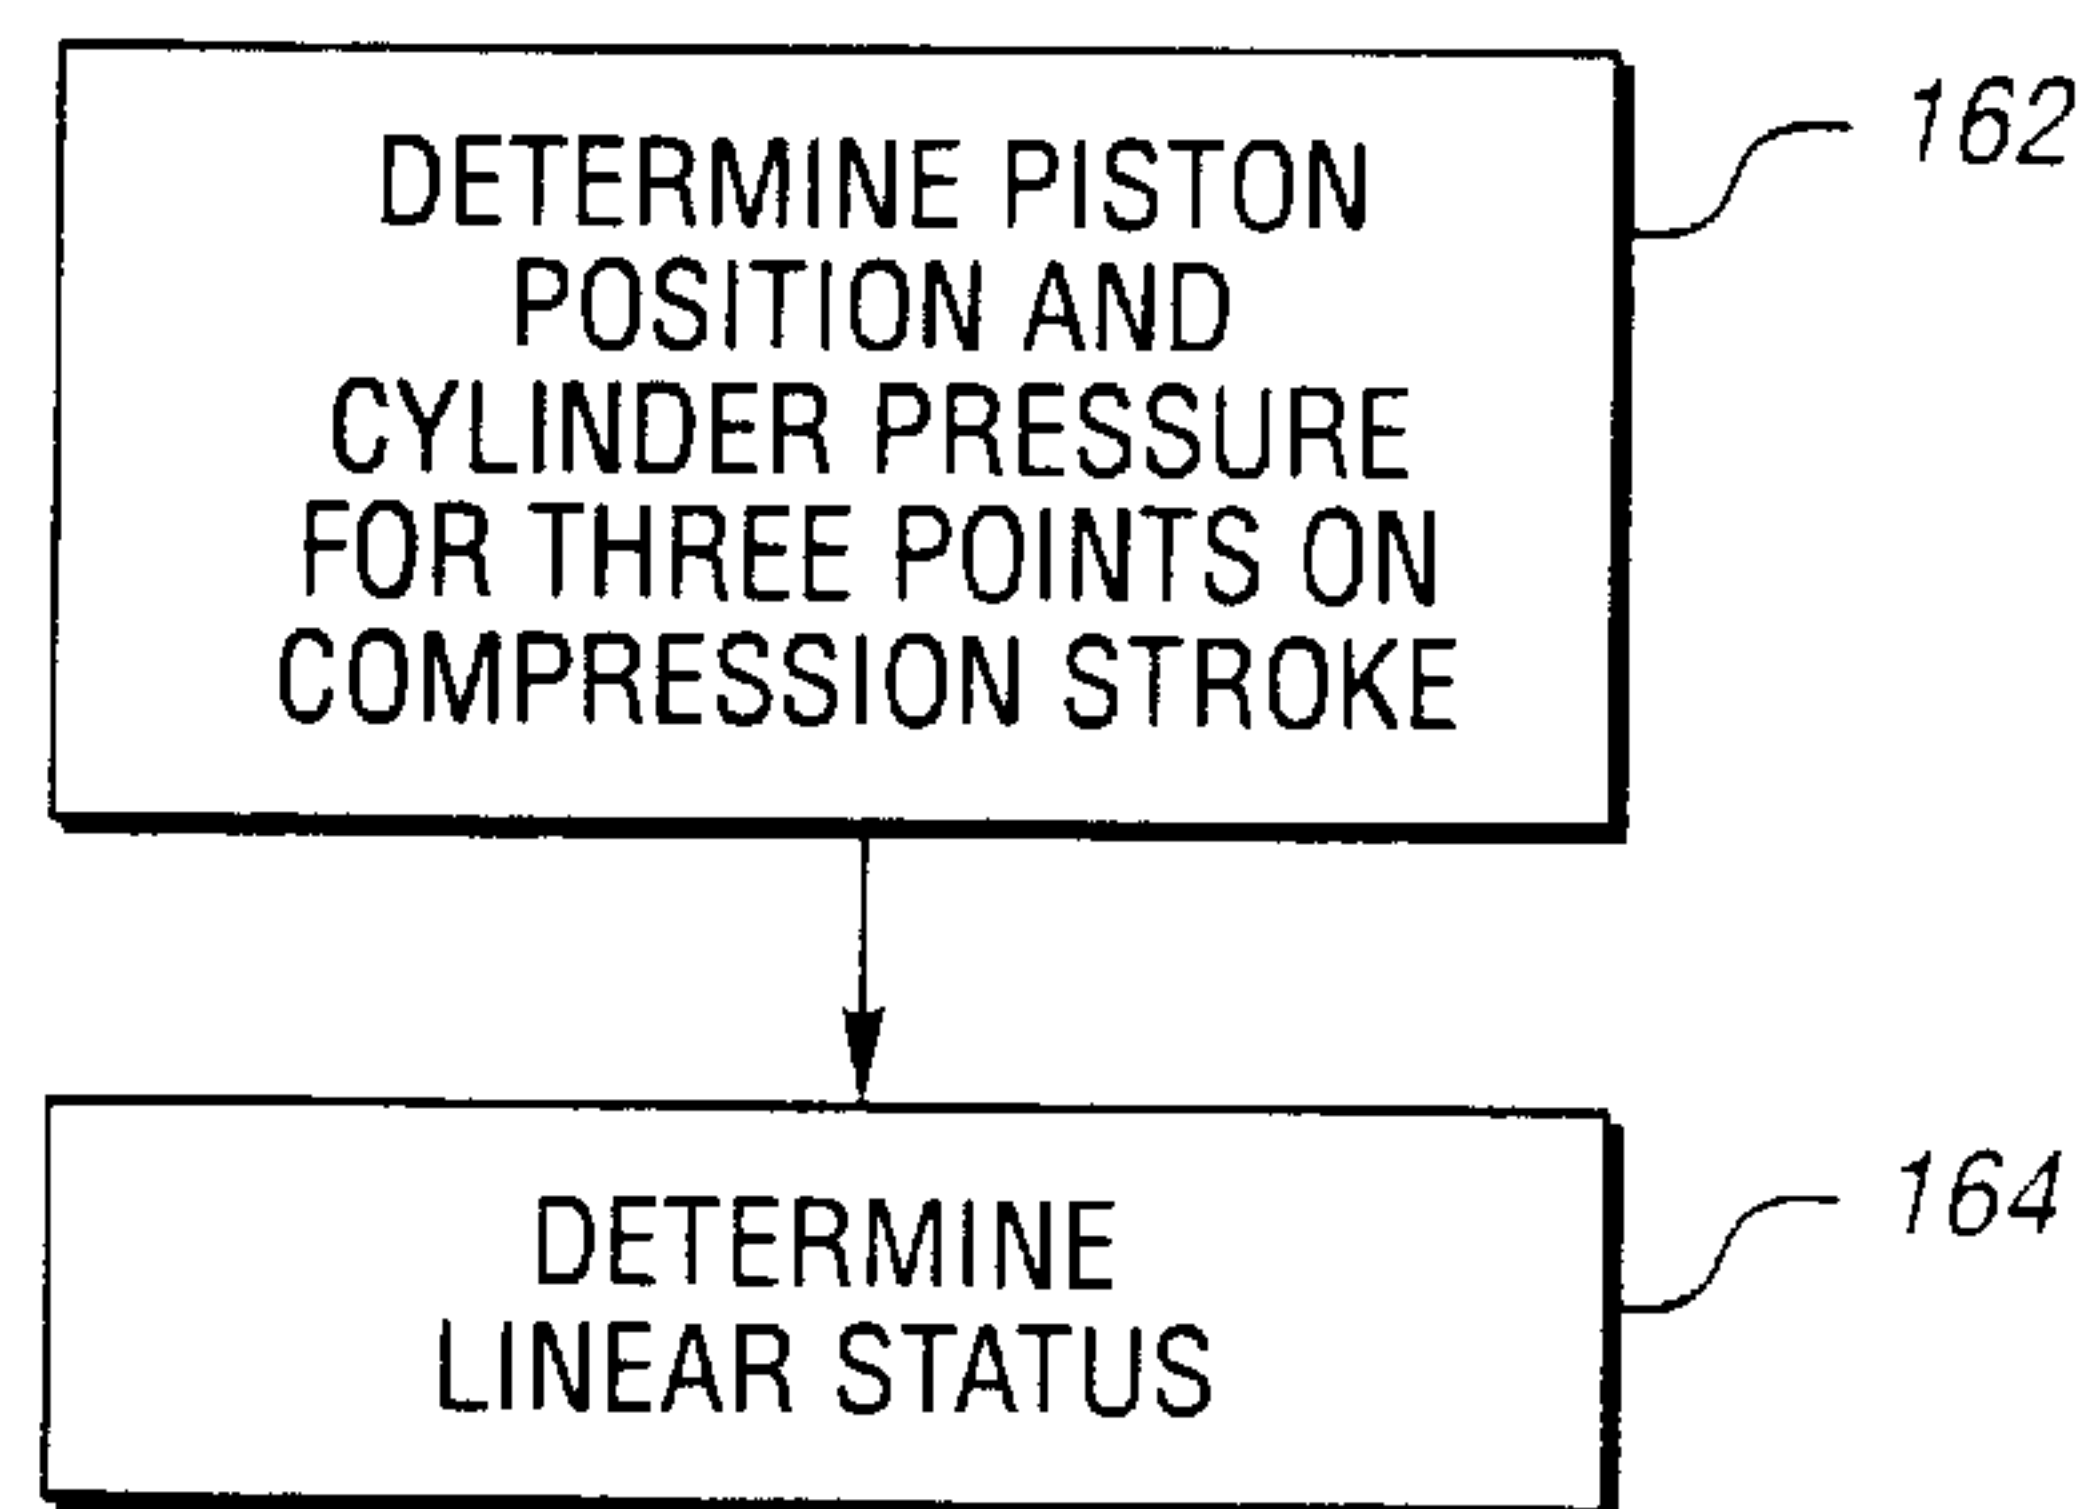 DETERMINE PISTON
POSITION AND
CYLINDER PRESSURE
FOR THREE POINTS ON
COMPRESSION STROKE
162
DETERMINE
LINEAR STATUS
164